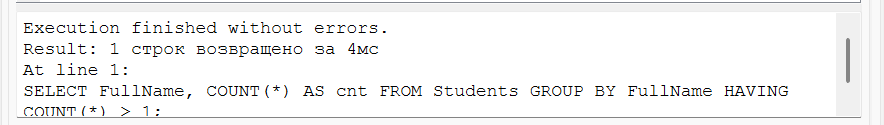 Execution finished without errors.
Result: 1 строк возвращено за 4мс
At line 1:
SELECT FullName, COUNT(*) AS cnt FROM Students GROUP BY FullName HAVING
COUNT(*) > 1;